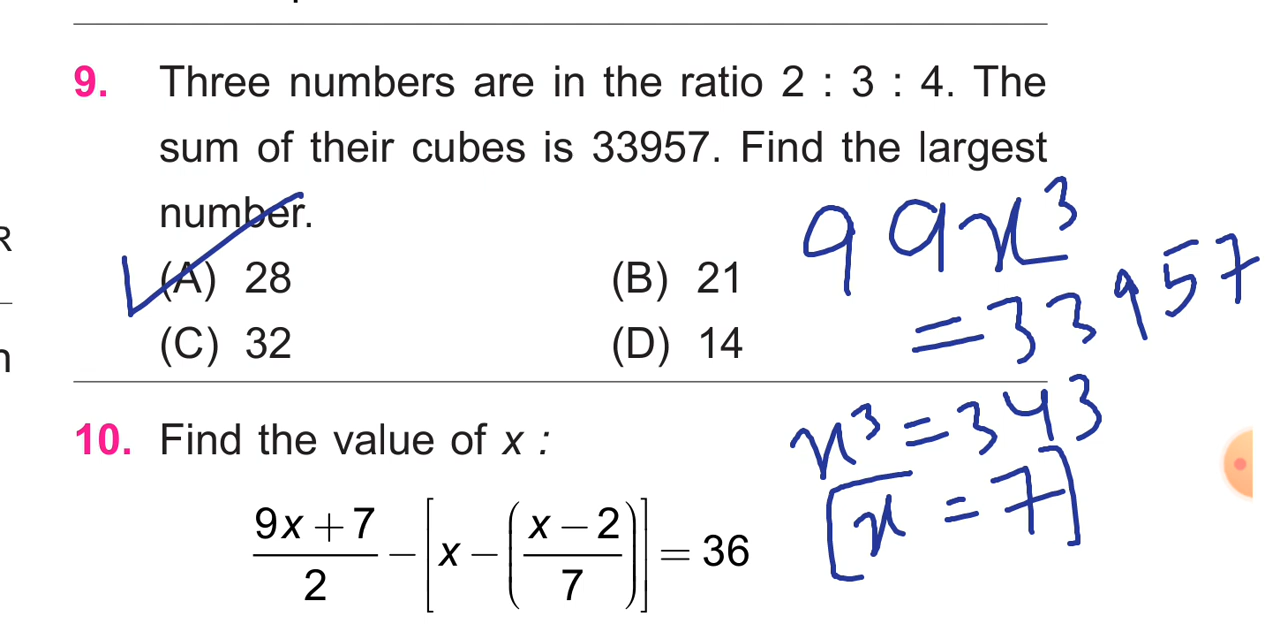 9. Three numbers are in the ratio 2 : 3 : 4. The
sum of their cubes is 33957. Find the largest
number.
(A) 28 (B) 21
(C) 32 (D) 14
99x³
= 33957
x³ = 343
[x = 7]
10. Find the value of x :
(9x + 7)/2 − [x − ((x − 2)/7)] = 36